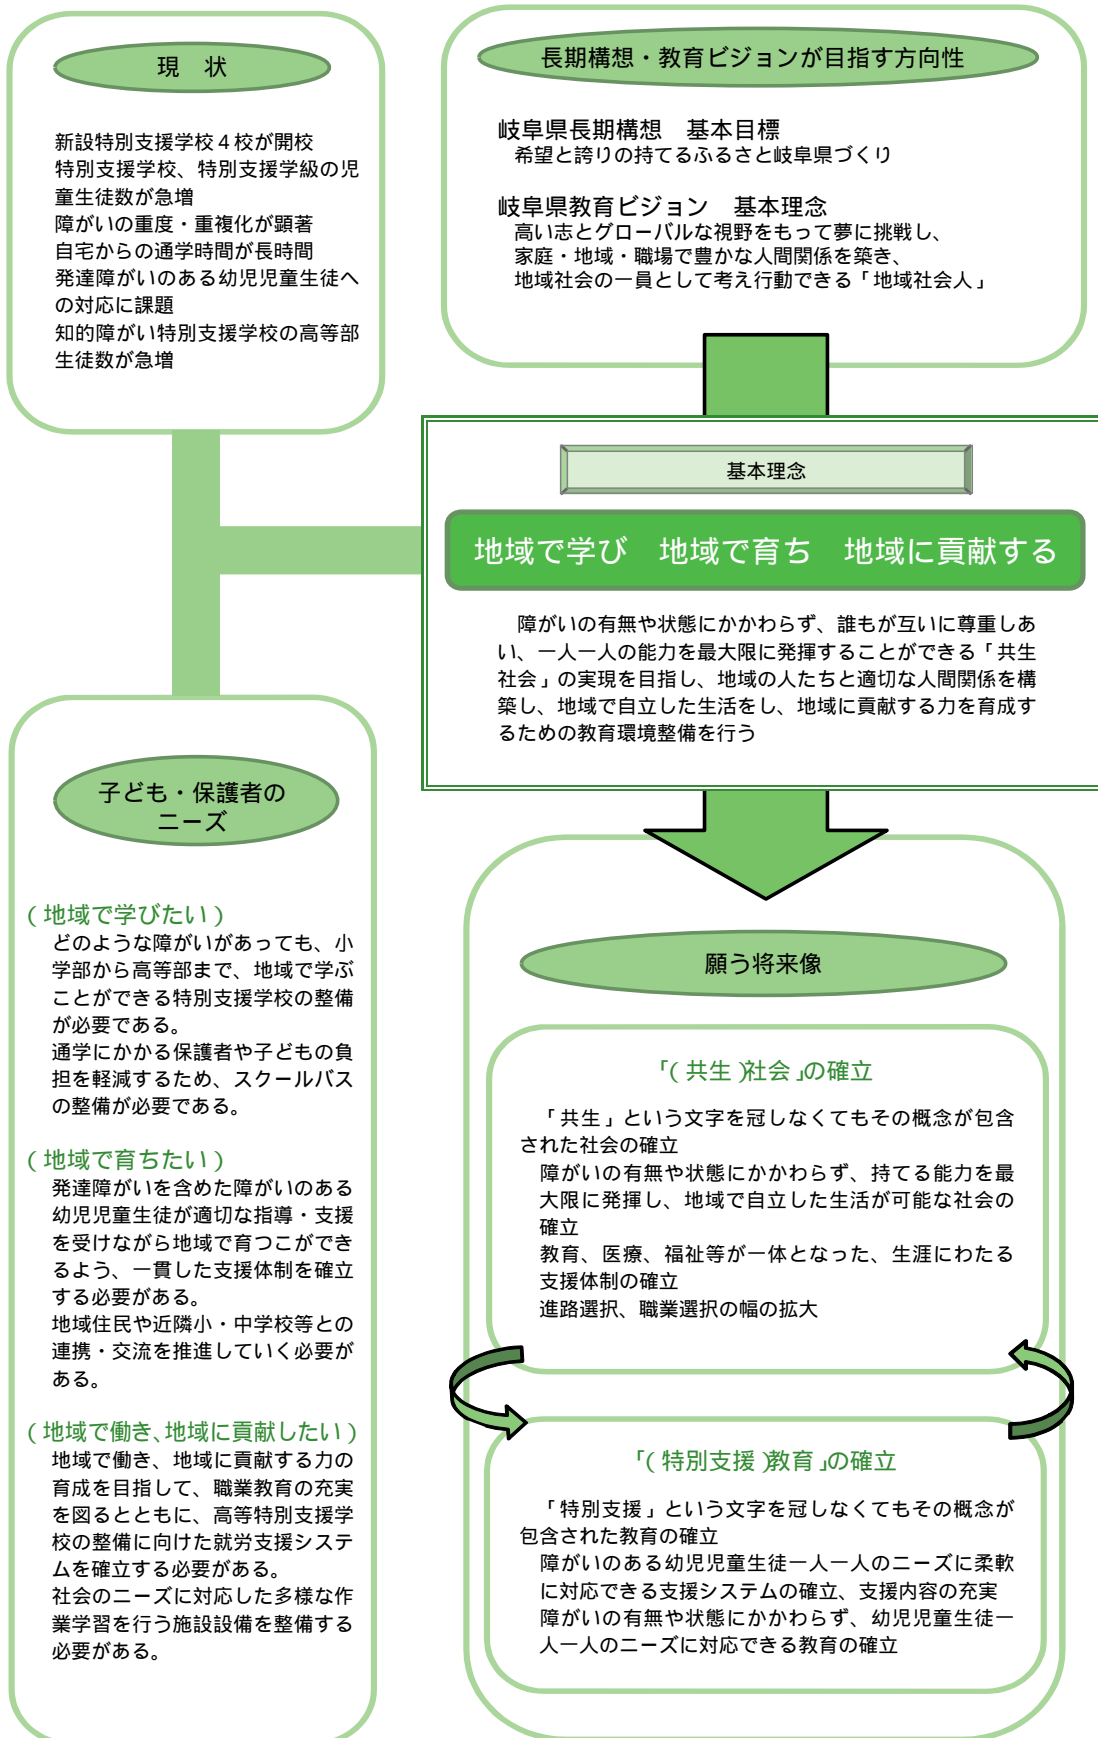 現　状
新設特別支援学校４校が開校
特別支援学校、特別支援学級の児
童生徒数が急増
障がいの重度・重複化が顕著
自宅からの通学時間が長時間
発達障がいのある幼児児童生徒へ
の対応に課題
知的障がい特別支援学校の高等部
生徒数が急増
長期構想・教育ビジョンが目指す方向性
岐阜県長期構想　基本目標
希望と誇りの持てるふるさと岐阜県づくり
岐阜県教育ビジョン　基本理念
高い志とグローバルな視野をもって夢に挑戦し、
家庭・地域・職場で豊かな人間関係を築き、
地域社会の一員として考え行動できる「地域社会人」
基本理念
地域で学び　地域で育ち　地域に貢献する
障がいの有無や状態にかかわらず、誰もが互いに尊重しあ
い、一人一人の能力を最大限に発揮することができる「共生
社会」の実現を目指し、地域の人たちと適切な人間関係を構
築し、地域で自立した生活をし、地域に貢献する力を育成す
るための教育環境整備を行う
子ども・保護者の
ニーズ
（地域で学びたい）
どのような障がいがあっても、小
学部から高等部まで、地域で学ぶ
ことができる特別支援学校の整備
が必要である。
通学にかかる保護者や子どもの負
担を軽減するため、スクールバス
の整備が必要である。
（地域で育ちたい）
発達障がいを含めた障がいのある
幼児児童生徒が適切な指導・支援
を受けながら地域で育つこができ
るよう、一貫した支援体制を確立
する必要がある。
地域住民や近隣小・中学校等との
連携・交流を推進していく必要が
ある。
（地域で働き、地域に貢献したい）
地域で働き、地域に貢献する力の
育成を目指して、職業教育の充実
を図るとともに、高等特別支援学
校の整備に向けた就労支援システ
ムを確立する必要がある。
社会のニーズに対応した多様な作
業学習を行う施設設備を整備する
必要がある。
願う将来像
「（共生）社会」の確立
「共生」という文字を冠しなくてもその概念が包含
された社会の確立
障がいの有無や状態にかかわらず、持てる能力を最
大限に発揮し、地域で自立した生活が可能な社会の
確立
教育、医療、福祉等が一体となった、生涯にわたる
支援体制の確立
進路選択、職業選択の幅の拡大
「（特別支援）教育」の確立
「特別支援」という文字を冠しなくてもその概念が
包含された教育の確立
障がいのある幼児児童生徒一人一人のニーズに柔軟
に対応できる支援システムの確立、支援内容の充実
障がいの有無や状態にかかわらず、幼児児童生徒一
人一人のニーズに対応できる教育の確立